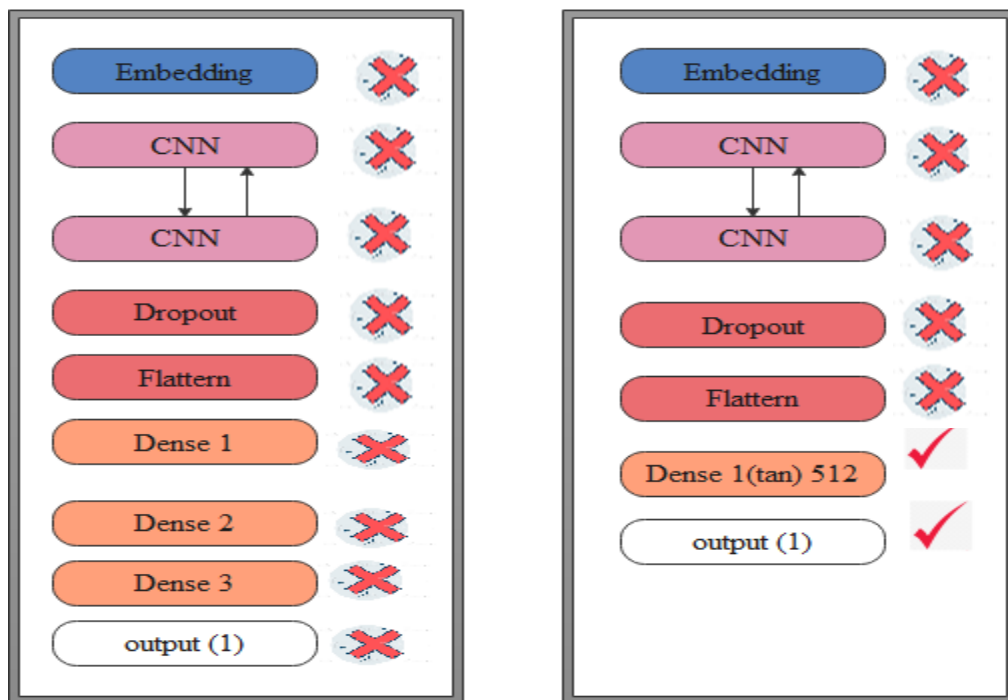 Embedding
CNN
CNN
Dropout
Flattern
Dense 1
Dense 2
Dense 3
output (1)
Embedding
CNN
CNN
Dropout
Flattern
Dense 1(tan) 512
output (1)